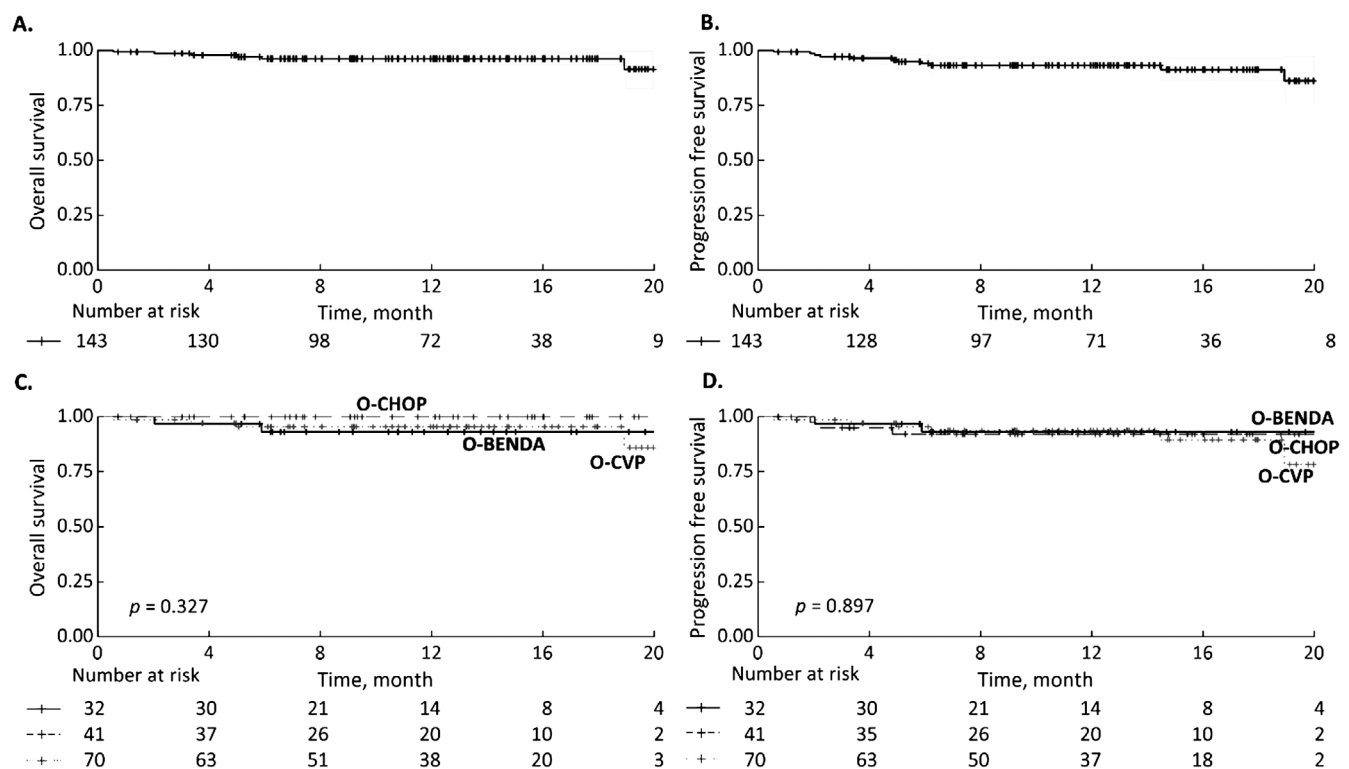 A.
Overall survival
1.00
0.75
0.50
0.25
0.00
0 4 8 12 16 20
Number at risk Time, month
143 130 98 72 38 9
B.
Progression free survival
1.00
0.75
0.50
0.25
0.00
0 4 8 12 16 20
Number at risk Time, month
143 128 97 71 36 8
C.
Overall survival
1.00
0.75
0.50
0.25
0.00
O-CHOP
O-BENDA
O-CVP
p = 0.327
0 4 8 12 16 20
Number at risk Time, month
32 30 21 14 8 4
41 37 26 20 10 2
70 63 51 38 20 3
D.
Progression free survival
1.00
0.75
0.50
0.25
0.00
O-BENDA
O-CHOP
O-CVP
p = 0.897
0 4 8 12 16 20
Number at risk Time, month
32 30 21 14 8 4
41 35 26 20 10 2
70 63 50 37 18 2